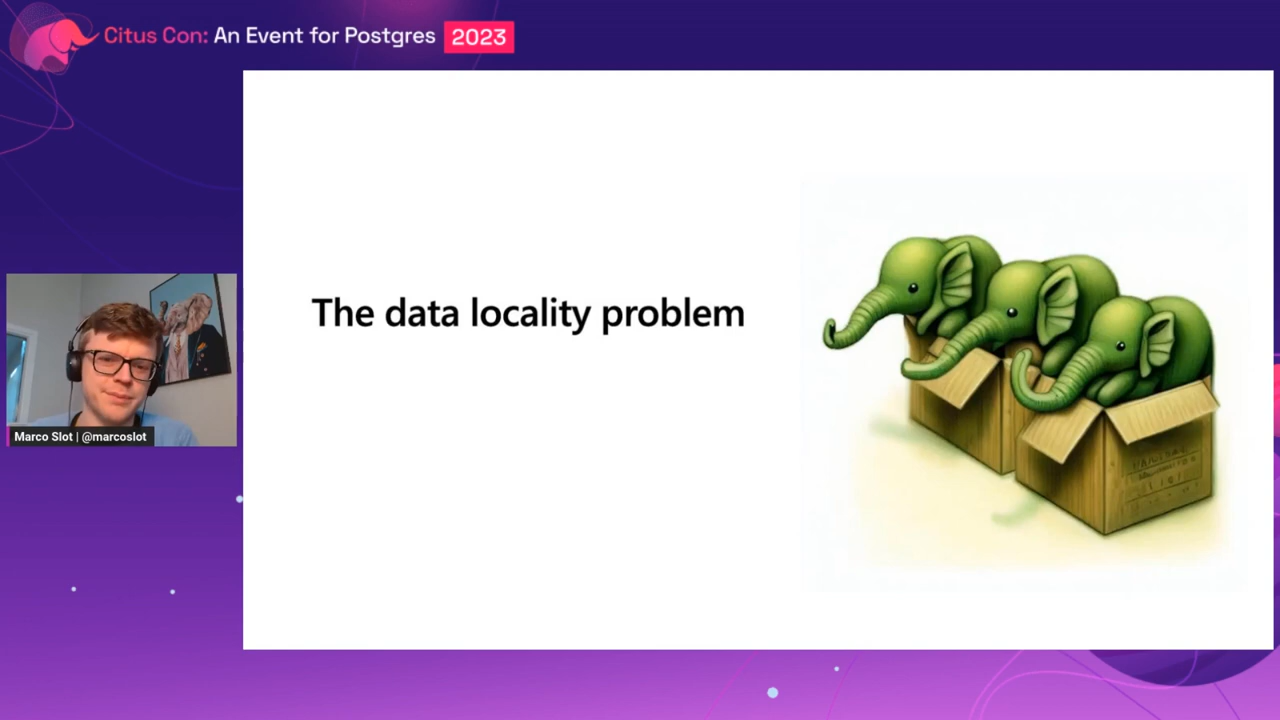 Citus Con: An Event for Postgres 2023
The data locality problem
Marco Slot | @marcoslot